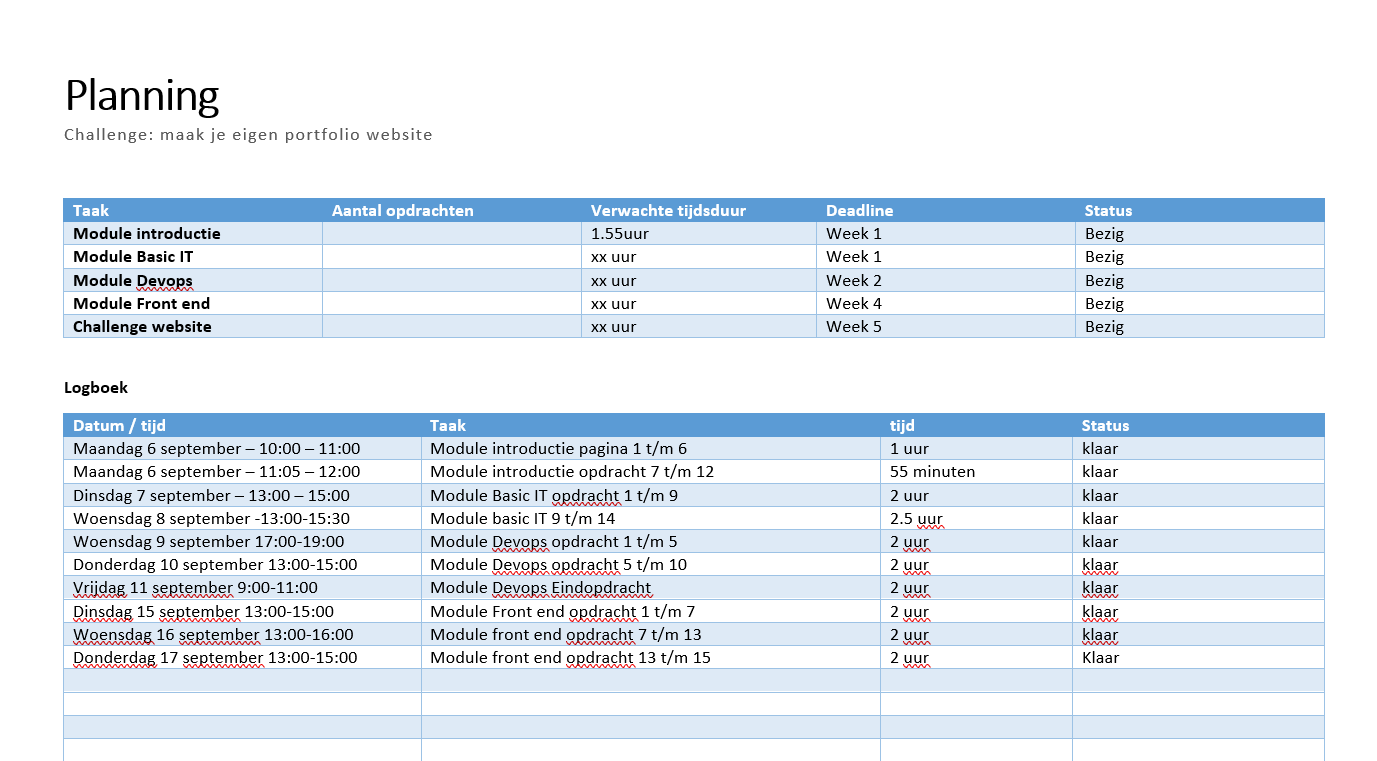 Planning
Challenge: maak je eigen portfolio website
Taak Aantal opdrachten Verwachte tijdsduur Deadline Status
Module introductie 1.55uur Week 1 Bezig
Module Basic IT xx uur Week 1 Bezig
Module Devops xx uur Week 2 Bezig
Module Front end xx uur Week 4 Bezig
Challenge website xx uur Week 5 Bezig
Logboek
Datum / tijd Taak tijd Status
Maandag 6 september – 10:00 – 11:00 Module introductie pagina 1 t/m 6 1 uur klaar
Maandag 6 september – 11:05 – 12:00 Module introductie opdracht 7 t/m 12 55 minuten klaar
Dinsdag 7 september – 13:00 – 15:00 Module Basic IT opdracht 1 t/m 9 2 uur klaar
Woensdag 8 september -13:00-15:30 Module basic IT 9 t/m 14 2.5 uur klaar
Woensdag 9 september 17:00-19:00 Module Devops opdracht 1 t/m 5 2 uur klaar
Donderdag 10 september 13:00-15:00 Module Devops opdracht 5 t/m 10 2 uur klaar
Vrijdag 11 september 9:00-11:00 Module Devops Eindopdracht 2 uur klaar
Dinsdag 15 september 13:00-15:00 Module Front end opdracht 1 t/m 7 2 uur klaar
Woensdag 16 september 13:00-16:00 Module front end opdracht 7 t/m 13 2 uur klaar
Donderdag 17 september 13:00-15:00 Module front end opdracht 13 t/m 15 2 uur Klaar